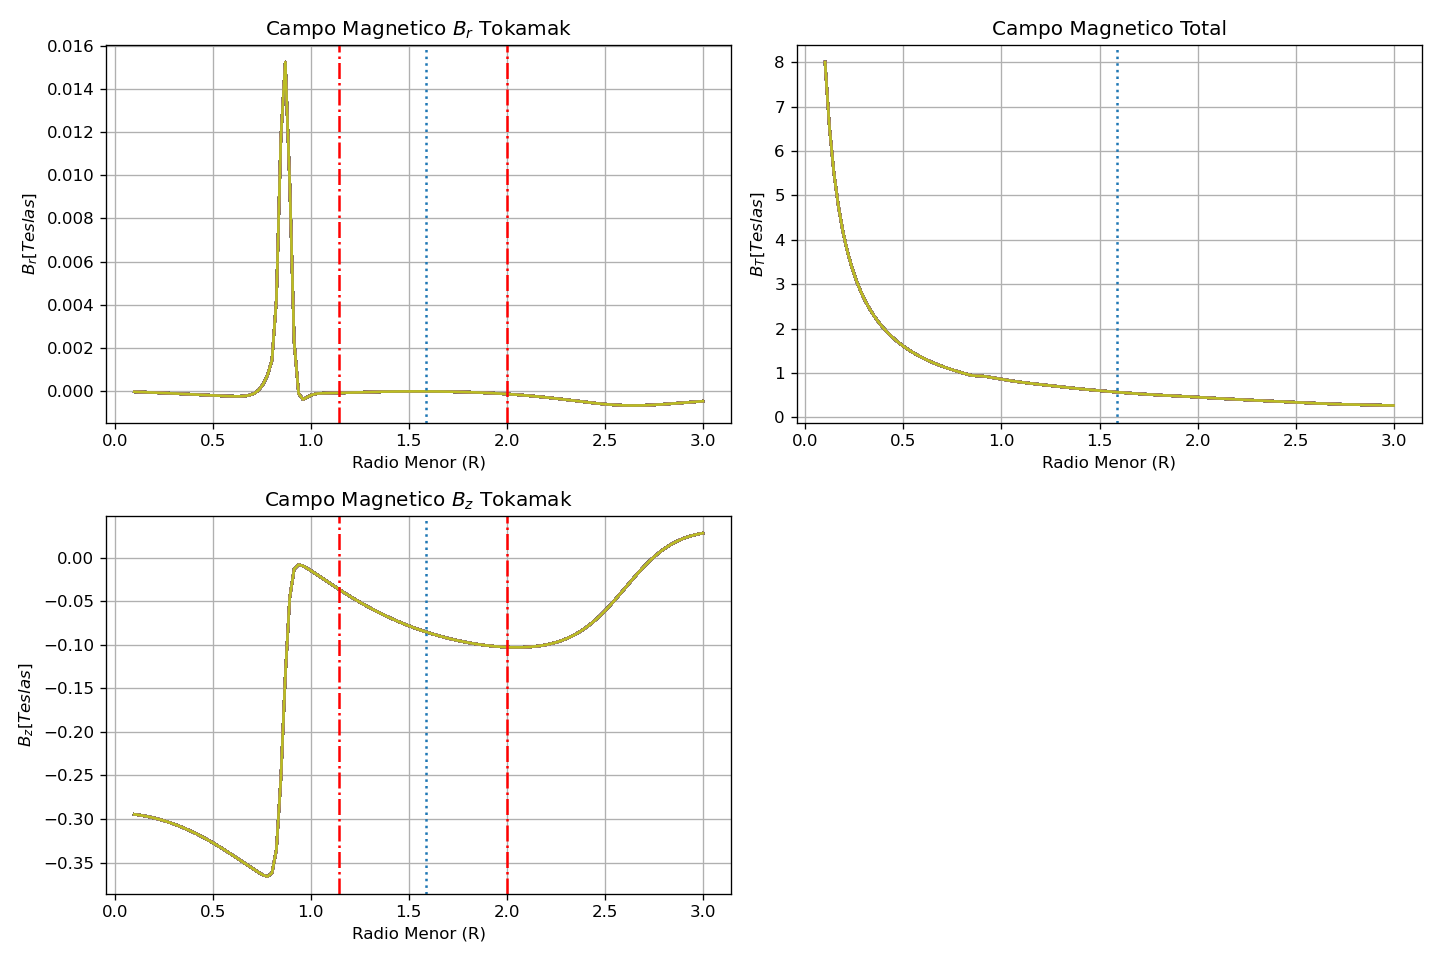 Campo Magnetico B_r Tokamak
0.016
0.014
0.012
0.010
0.008
0.006
0.004
0.002
0.000
B_r[Teslas]
0.0 0.5 1.0 1.5 2.0 2.5 3.0
Radio Menor (R)
Campo Magnetico Total
8
7
6
5
4
3
2
1
0
B_T[Teslas]
0.0 0.5 1.0 1.5 2.0 2.5 3.0
Radio Menor (R)
Campo Magnetico B_z Tokamak
0.00
−0.05
−0.10
−0.15
−0.20
−0.25
−0.30
−0.35
B_z[Teslas]
0.0 0.5 1.0 1.5 2.0 2.5 3.0
Radio Menor (R)